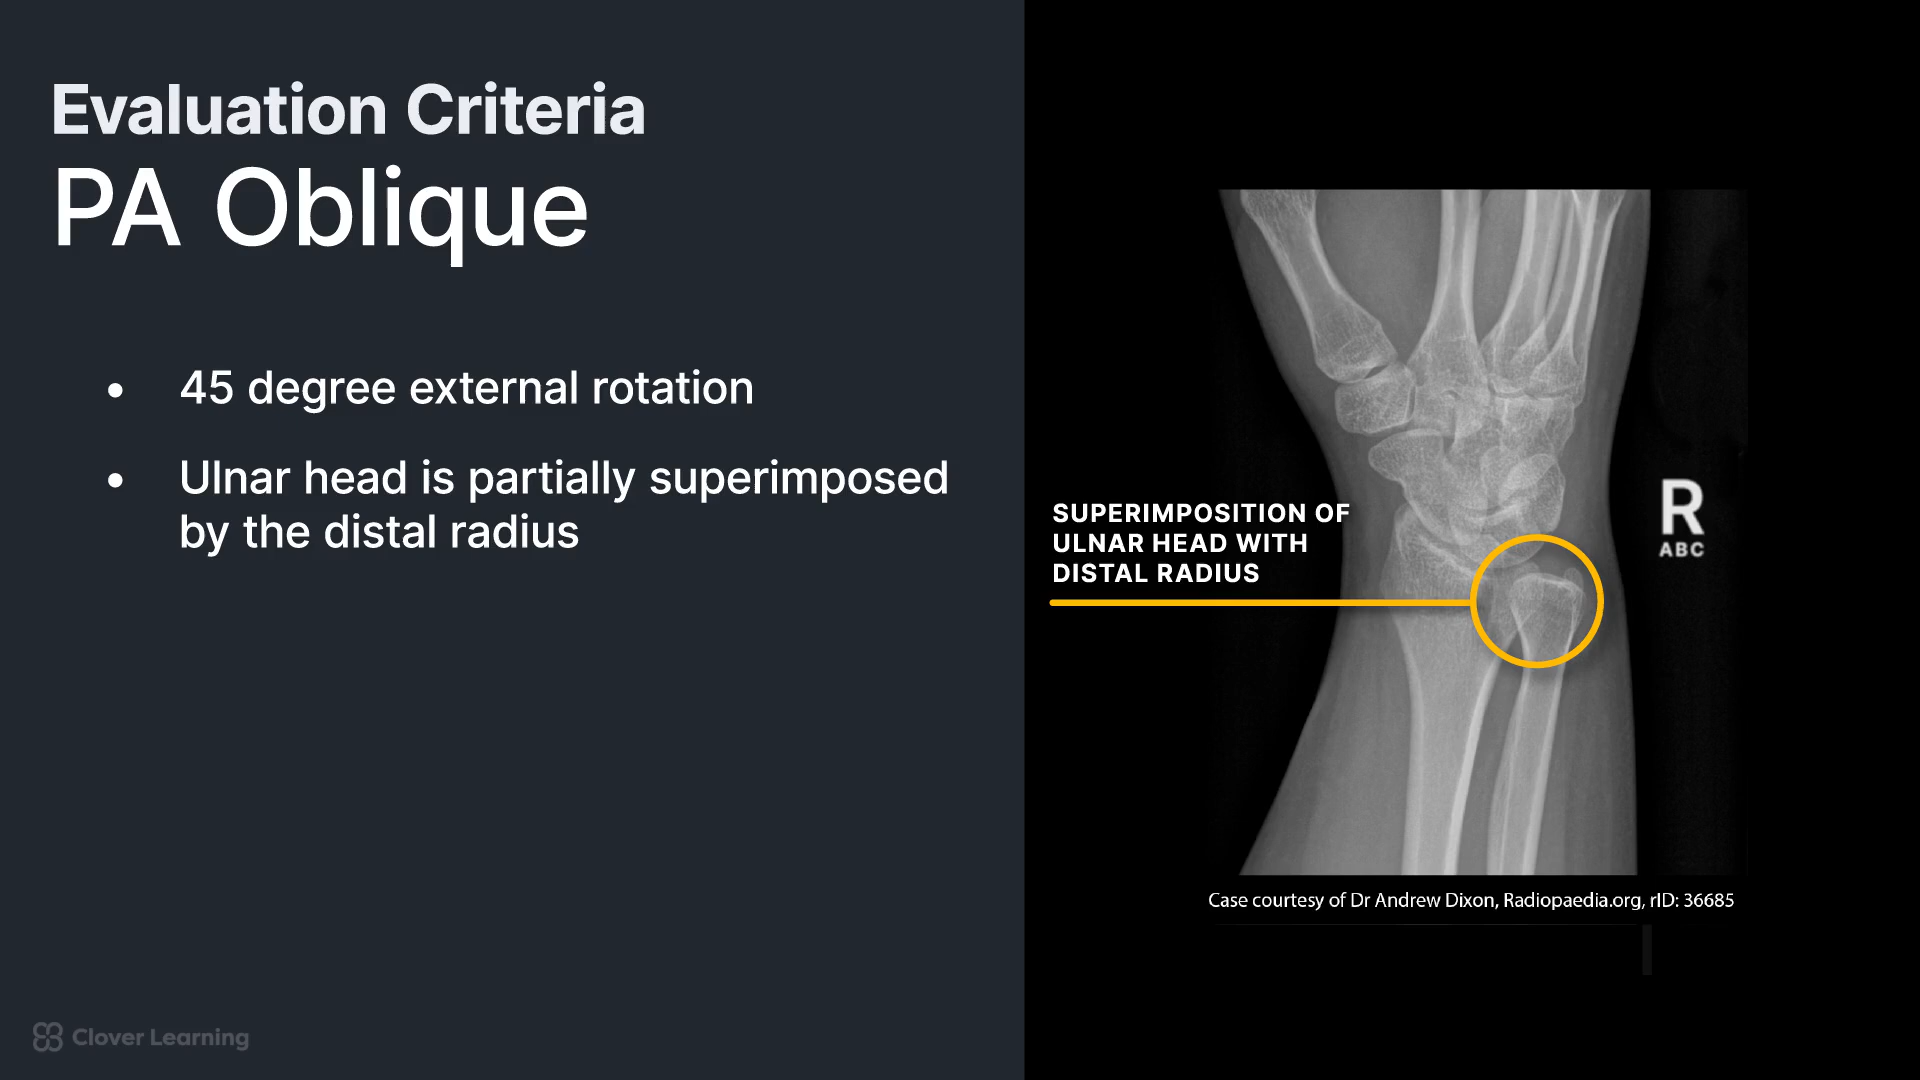 Evaluation Criteria
PA Oblique
• 45 degree external rotation
• Ulnar head is partially superimposed
by the distal radius
SUPERIMPOSITION OF
ULNAR HEAD WITH
DISTAL RADIUS
R
ABC
Case courtesy of Dr Andrew Dixon, Radiopaedia.org, rID: 36685
Clover Learning